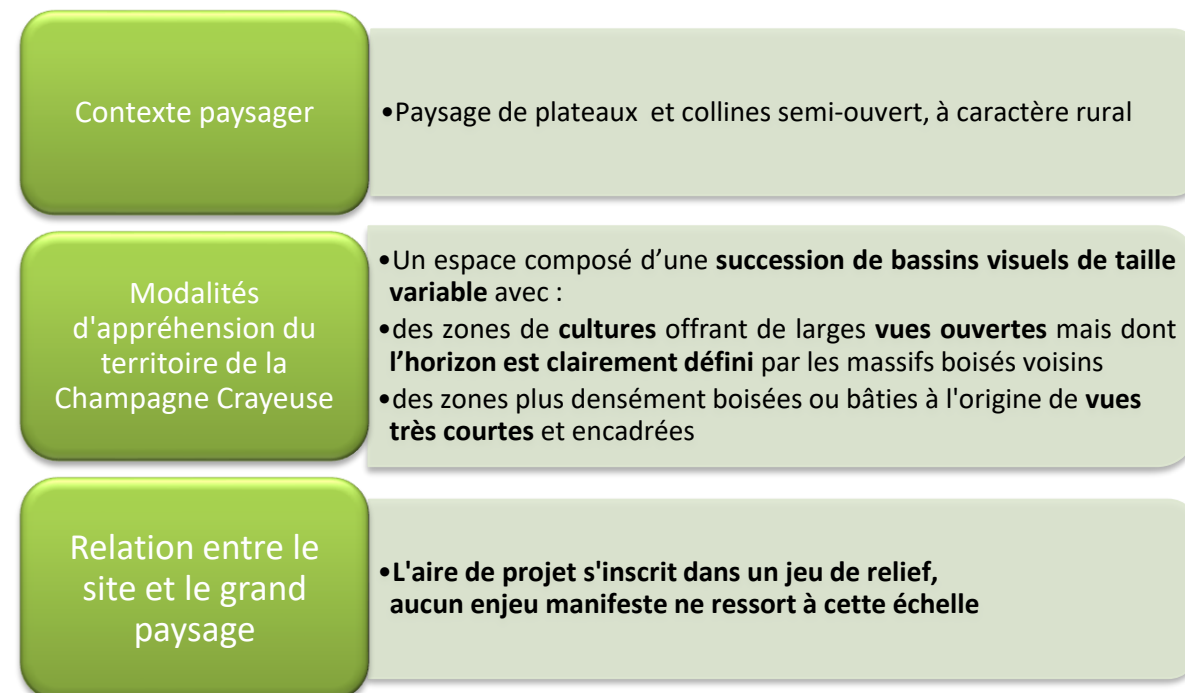 Contexte paysager
•Paysage de plateaux et collines semi-ouvert, à caractère rural
Modalités
d'appréhension du
territoire de la
Champagne Crayeuse
•Un espace composé d’une succession de bassins visuels de taille
variable avec :
•des zones de cultures offrant de larges vues ouvertes mais dont
l’horizon est clairement défini par les massifs boisés voisins
•des zones plus densément boisées ou bâties à l'origine de vues
très courtes et encadrées
Relation entre le
site et le grand
paysage
•L'aire de projet s'inscrit dans un jeu de relief,
aucun enjeu manifeste ne ressort à cette échelle